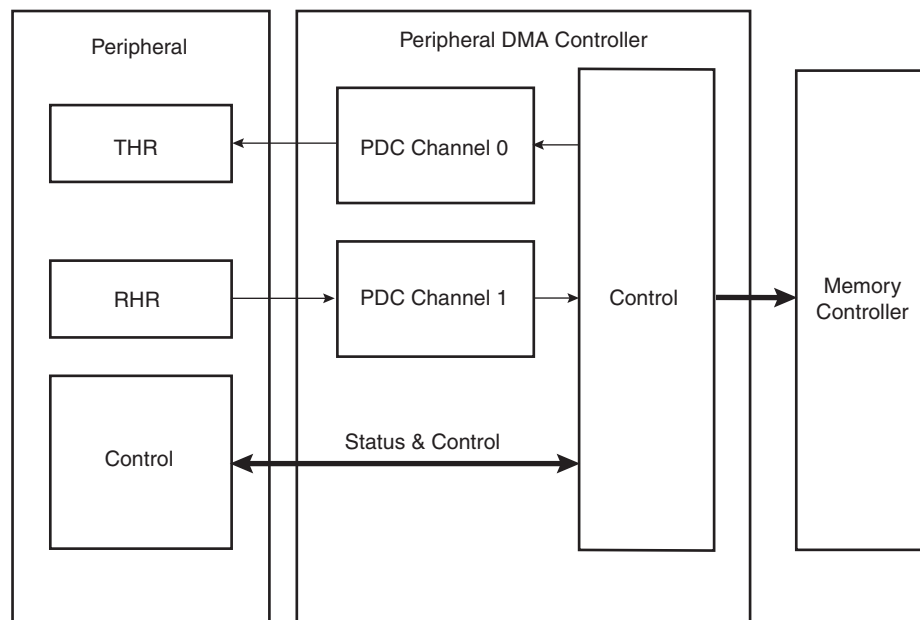 Peripheral
Peripheral DMA Controller
THR
PDC Channel 0
RHR
PDC Channel 1
Control
Memory
Controller
Control
Status & Control